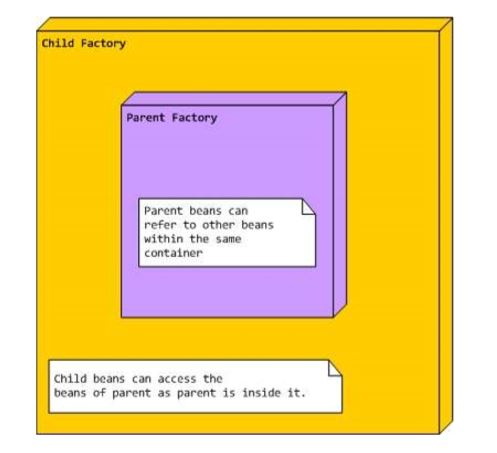 Child Factory
Parent Factory
Parent beans can
refer to other beans
within the same
container
Child beans can access the
beans of parent as parent is inside it.